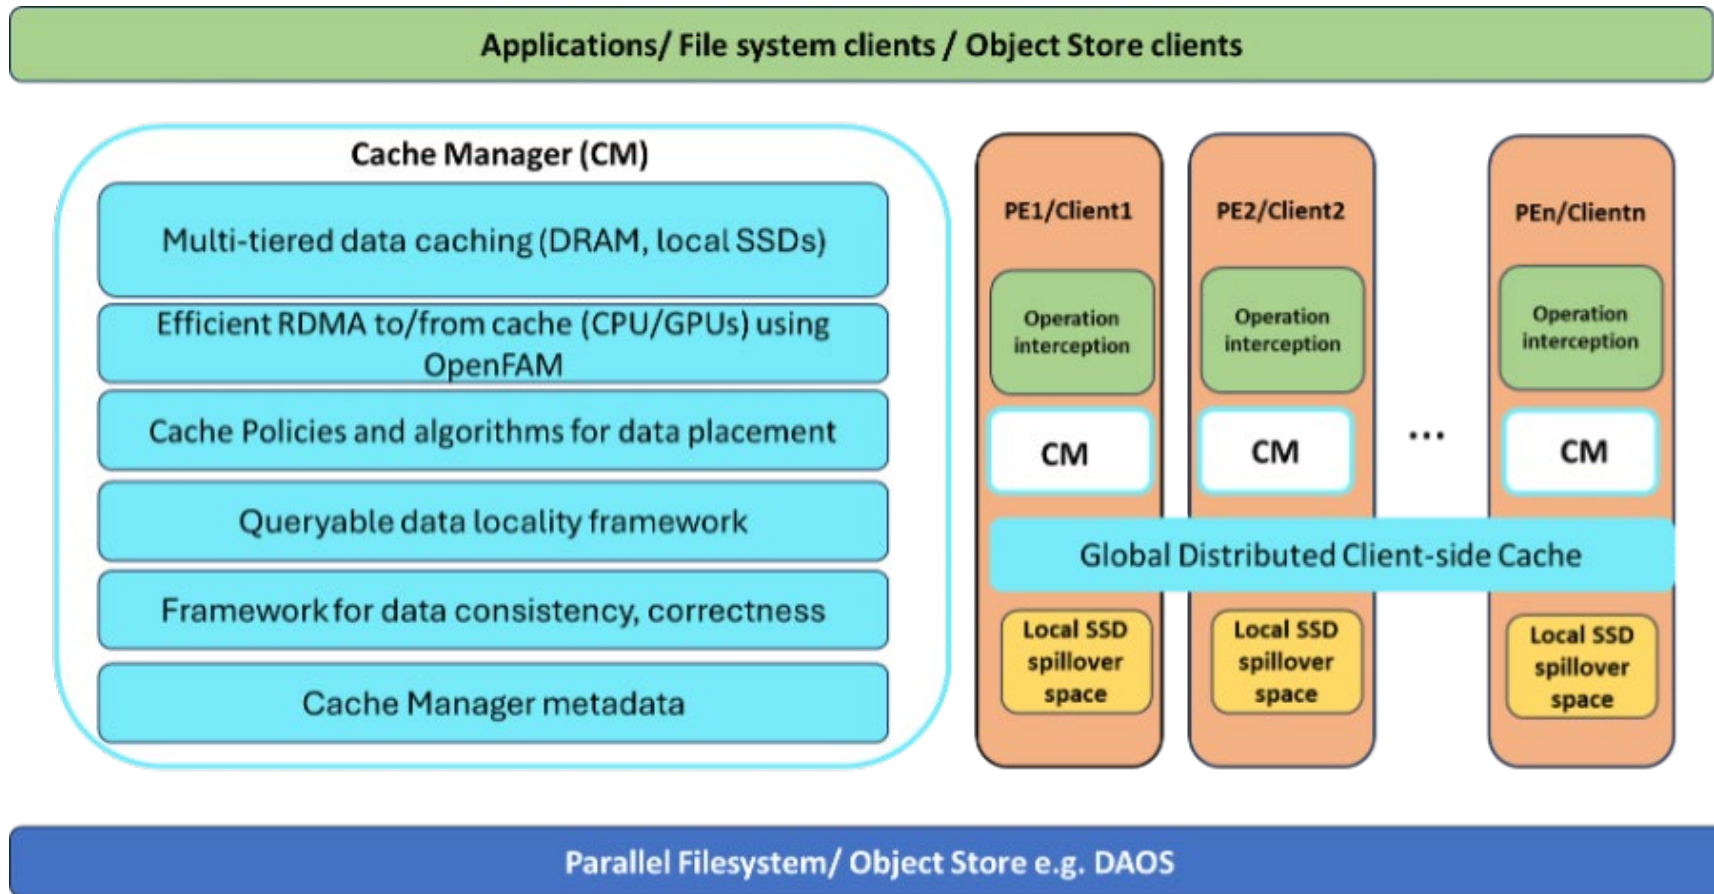 Applications/ File system clients / Object Store clients
Cache Manager (CM)
Multi-tiered data caching (DRAM, local SSDs)
Efficient RDMA to/from cache (CPU/GPUs) using
OpenFAM
Cache Policies and algorithms for data placement
Queryable data locality framework
Framework for data consistency, correctness
Cache Manager metadata
PE1/Client1
Operation
interception
CM
PE2/Client2
Operation
interception
CM
...
PEn/Clientn
Operation
interception
CM
Global Distributed Client-side Cache
Local SSD
spillover
space
Local SSD
spillover
space
Local SSD
spillover
space
Parallel Filesystem/ Object Store e.g. DAOS